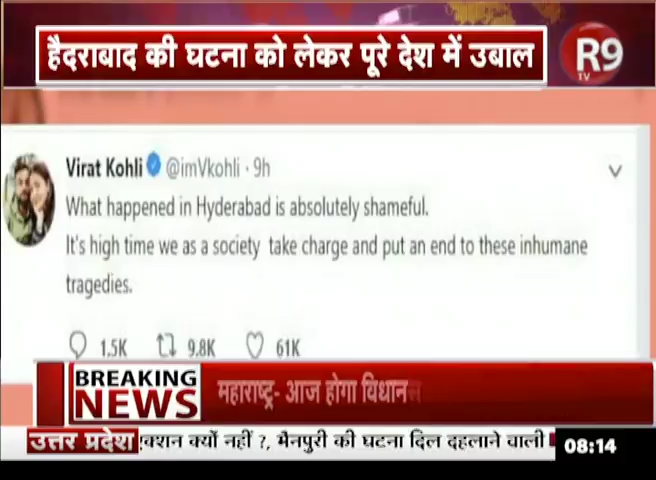 हैदराबाद की घटना को लेकर पूरे देश में उबाल
R9
TV
Virat Kohli @imVkohli · 9h
What happened in Hyderabad is absolutely shameful.
It's high time we as a society take charge and put an end to these inhumane
tragedies.
1.5K 9.8K 61K
BREAKING
NEWS
महाराष्ट्र- आज होगा विधान
उत्तर प्रदेश
क्शन क्यों नहीं ?, मैनपुरी की घटना दिल दहलाने वाली
08:14